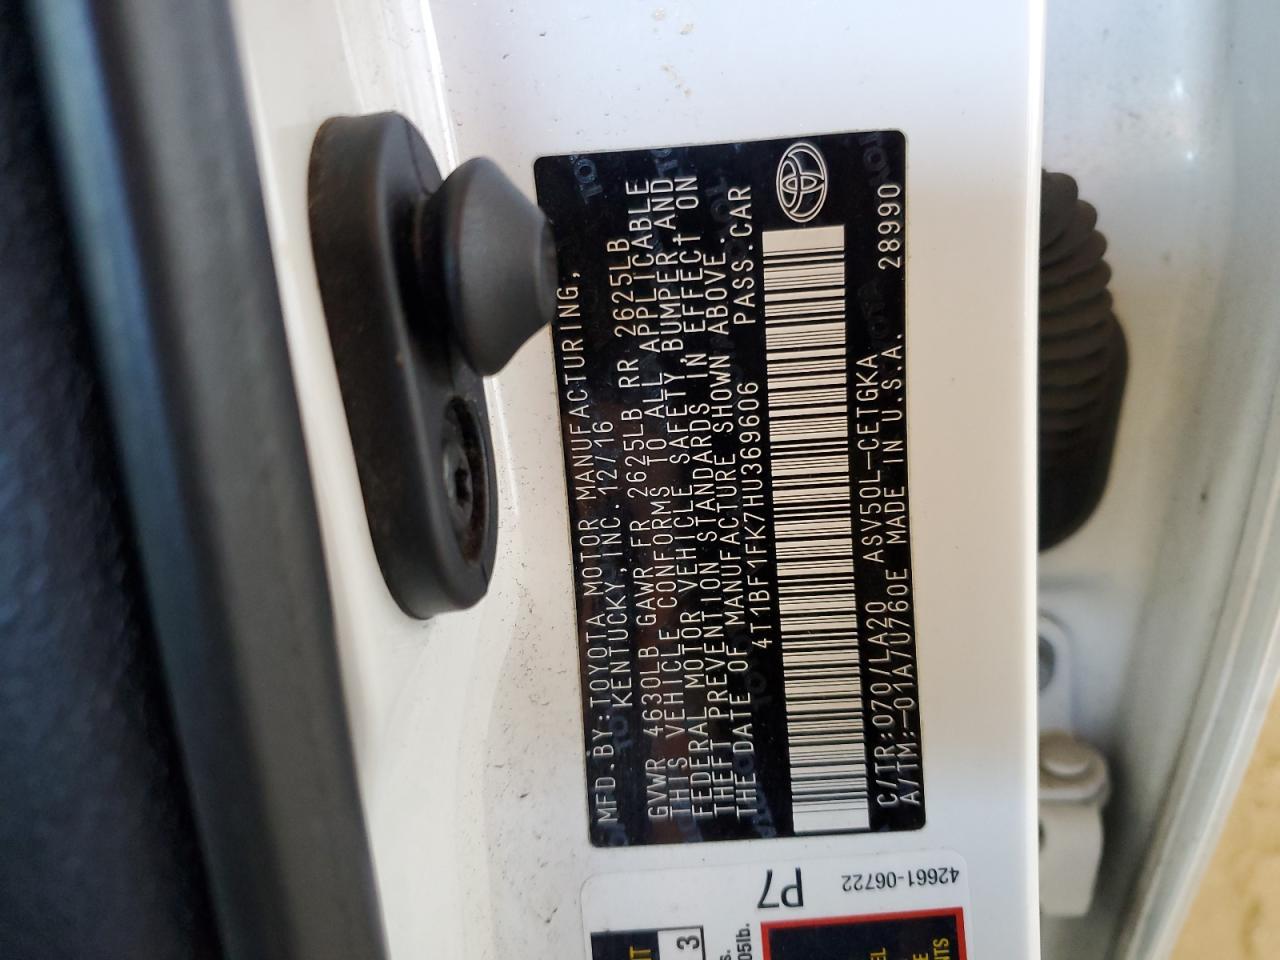 MFD.BY:TOYOTA MOTOR MANUFACTURING,
KENTUCKY,INC.12/16
GVWR 4630LB GAWR FR 2625LB RR 2625LB
THIS VEHICLE CONFORMS TO ALL APPLICABLE
FEDERAL MOTOR VEHICLE SAFETY,BUMPER,AND
THEFT PREVENTION STANDARDS IN EFFECT ON
THE DATE OF MANUFACTURE SHOWN ABOVE.
4T1BF1FK7HU369606 PASS.CAR
C/TR:070/LA20 ASV50L-CETGKA
A/TM:-01A/U760E MADE IN U.S.A. 28990
P7
42661-06722
3
05lb.